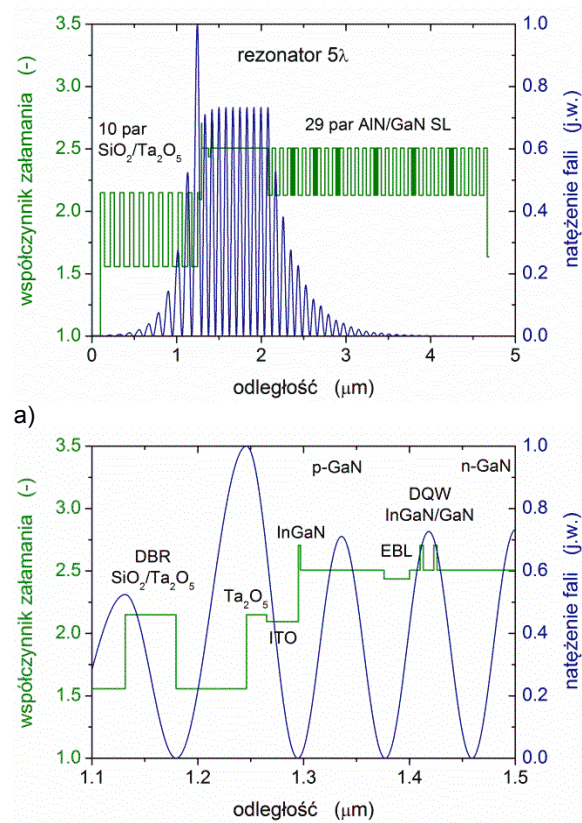 3.5
3.0
2.5
2.0
1.5
1.0
współczynnik załamania (-)
rezonator 5λ
10 par
SiO2/Ta2O5
29 par AlN/GaN SL
1.0
0.8
0.6
0.4
0.2
0.0
natężenie fali (j.w.)
0 1 2 3 4 5
odległość (μm)
a)
3.5
3.0
2.5
2.0
1.5
1.0
współczynnik załamania (-)
p-GaN
n-GaN
DQW
InGaN/GaN
InGaN
EBL
DBR
SiO2/Ta2O5
Ta2O5
ITO
1.0
0.8
0.6
0.4
0.2
0.0
natężenie fali (j.w.)
1.1 1.2 1.3 1.4 1.5
odległość (μm)